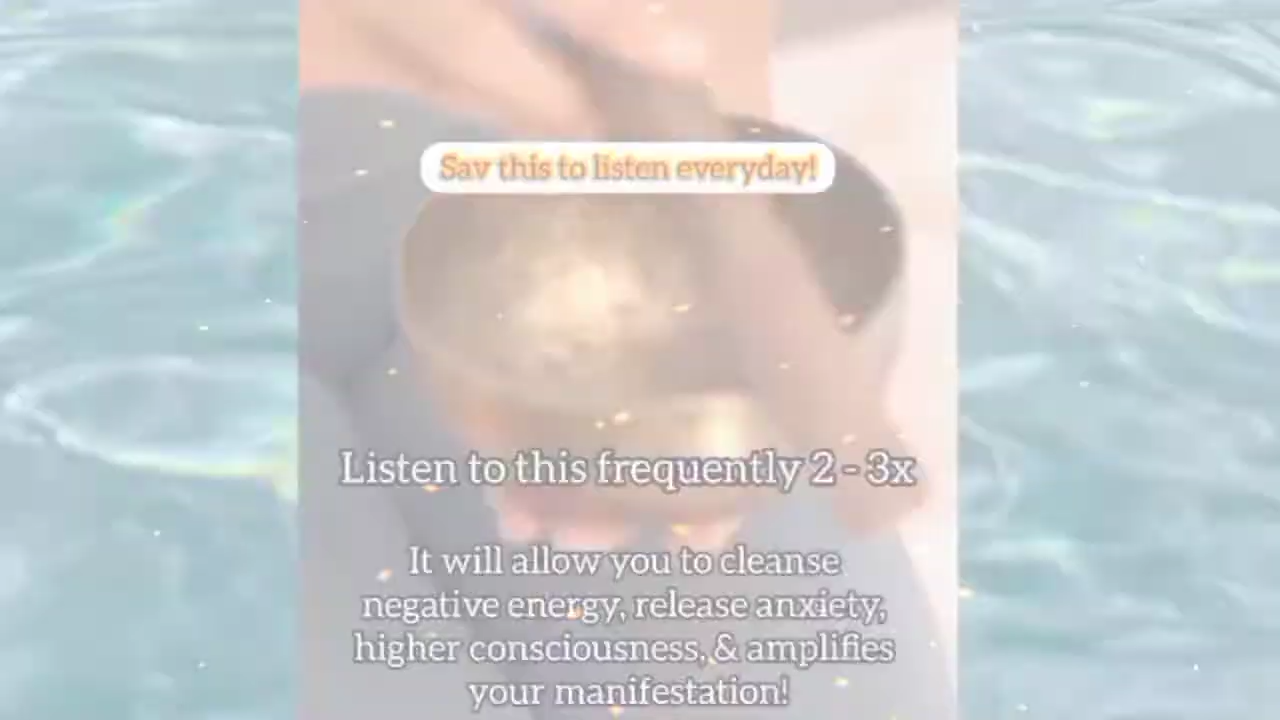 Sav this to listen everyday!
Listen to this frequently 2 - 3x
It will allow you to cleanse
negative energy, release anxiety,
higher consciousness, & amplifies
your manifestation!